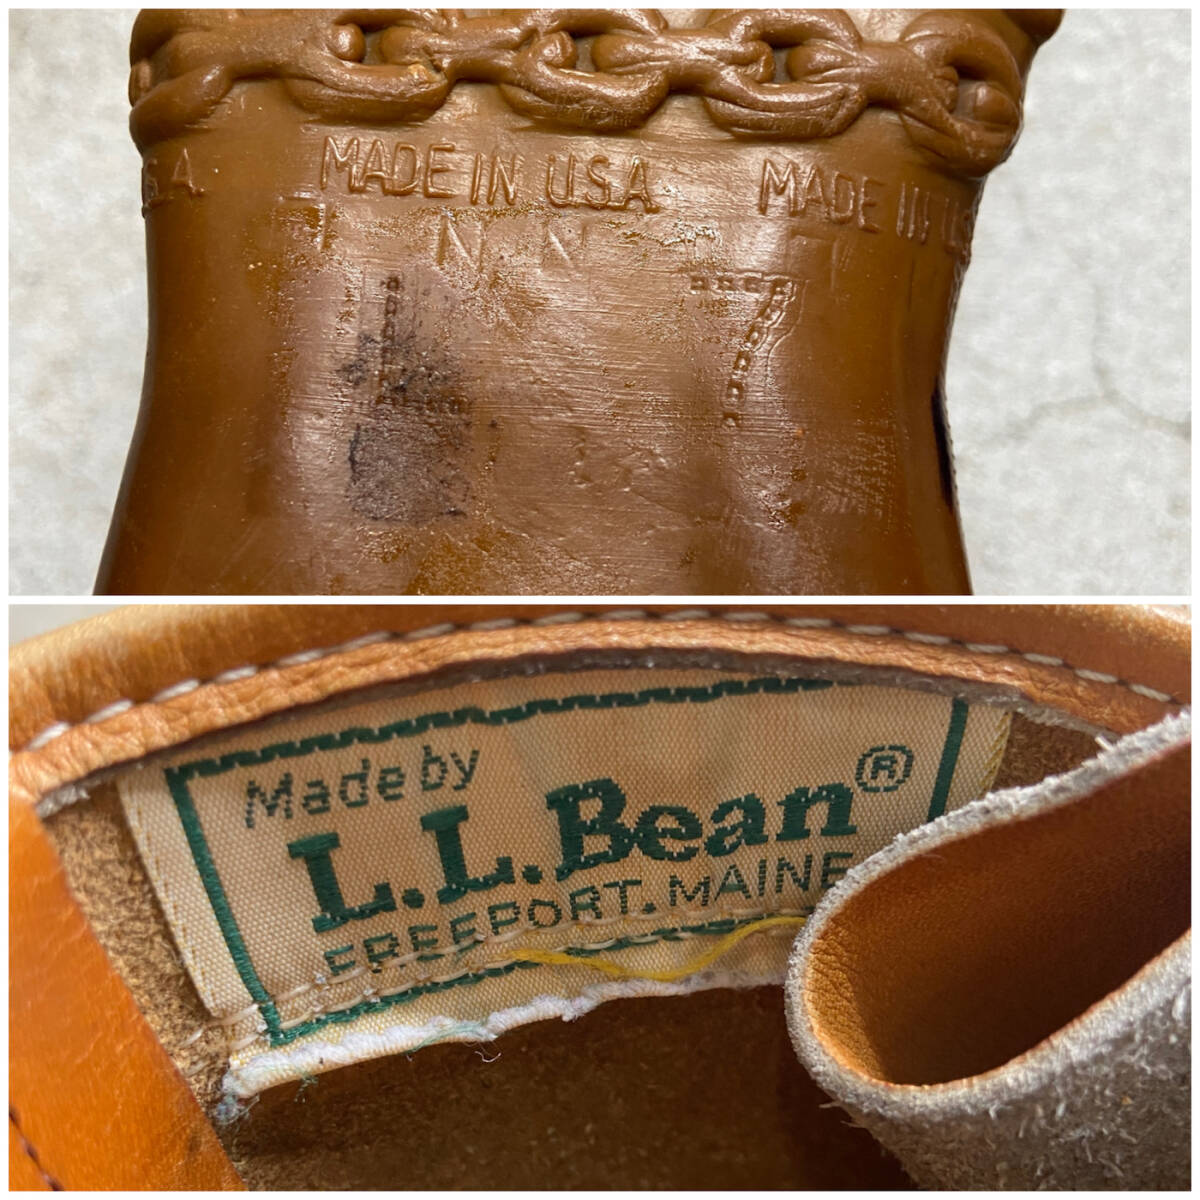 S.A. MADE IN U.S.A MADE IN U.S
N N
7
Made by
L.L.Bean®
FREEPORT, MAINE